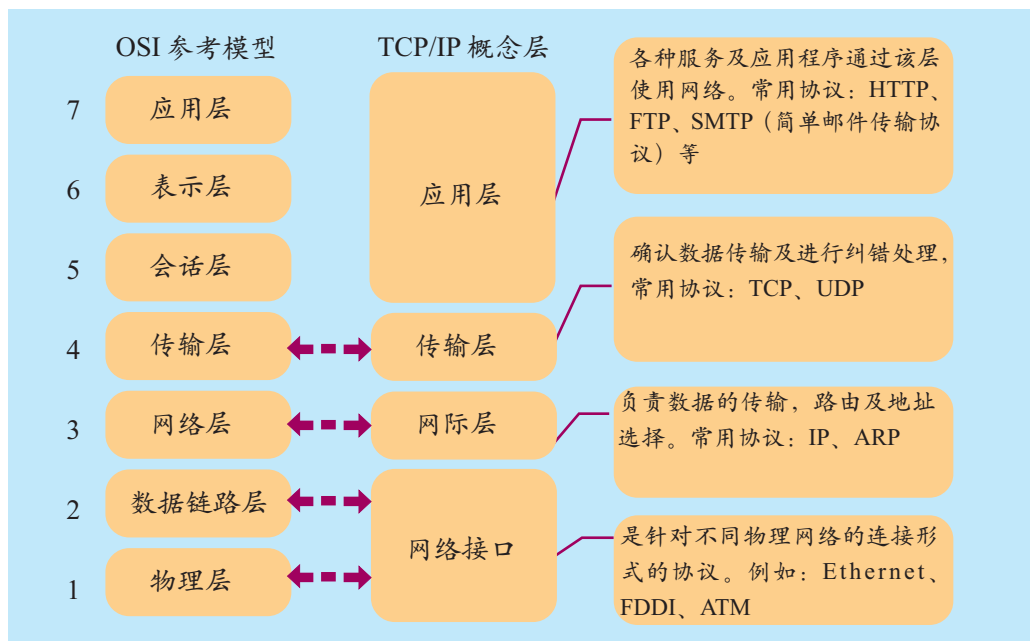 OSI 参考模型
TCP/IP 概念层
7
应用层
6
表示层
5
会话层
4
传输层
3
网络层
2
数据链路层
1
物理层
应用层
传输层
网际层
网络接口
各种服务及应用程序通过该层
使用网络。常用协议：HTTP、
FTP、SMTP（简单邮件传输协
议）等
确认数据传输及进行纠错处理，
常用协议：TCP、UDP
负责数据的传输，路由及地址
选择。常用协议：IP、ARP
是针对不同物理网络的连接形
式的协议。例如：Ethernet、
FDDI、ATM